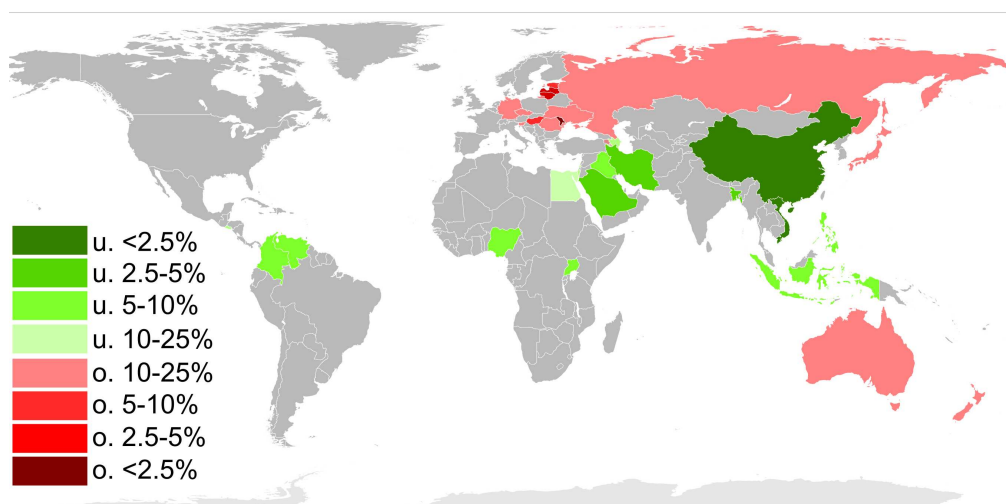 u. <2.5%
u. 2.5-5%
u. 5-10%
u. 10-25%
o. 10-25%
o. 5-10%
o. 2.5-5%
o. <2.5%